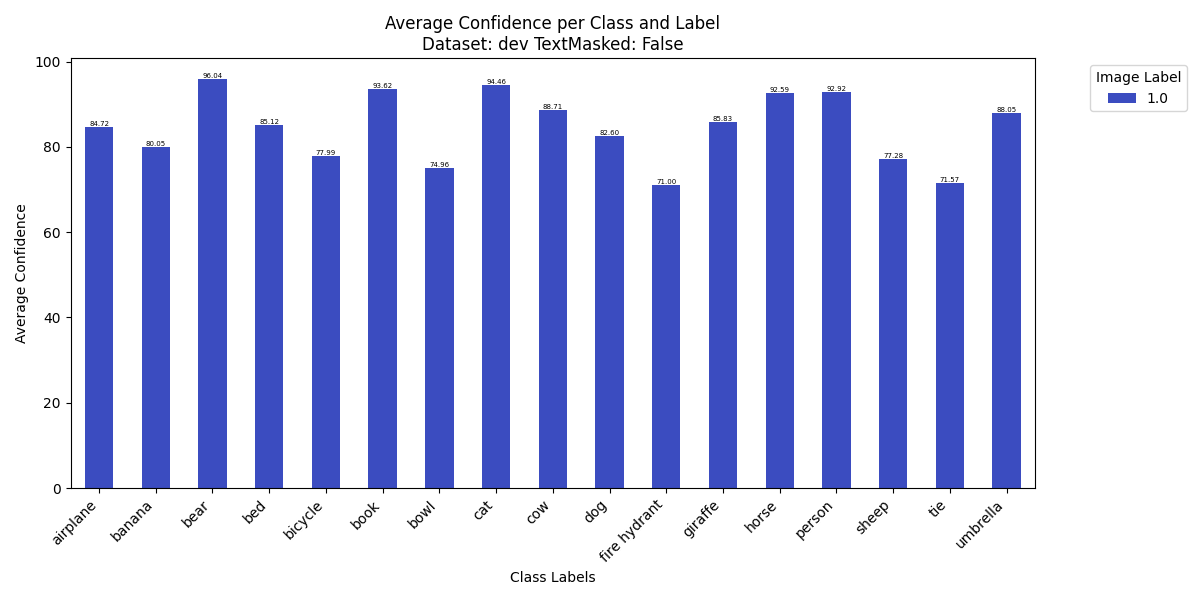 Average Confidence per Class and Label
Dataset: dev TextMasked: False
Image Label
1.0
Average Confidence
100
80
60
40
20
0
84.72
80.05
96.04
85.12
77.99
93.62
74.96
94.46
88.71
82.60
71.00
85.83
92.59
92.92
77.28
71.57
88.05
airplane
banana
bear
bed
bicycle
book
bowl
cat
cow
dog
fire hydrant
giraffe
horse
person
sheep
tie
umbrella
Class Labels